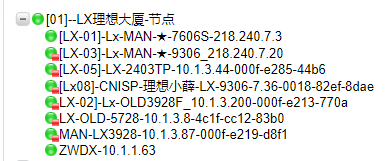 [01]--LX理想大厦-节点
[LX-01]-Lx-MAN-★-7606S-218.240.7.3
[LX-03]-Lx-MAN-★-9306_218.240.7.20
[LX-05]-LX-2403TP-10.1.3.44-000f-e285-44b6
[Lx08]-CNISP-理想小薛-LX-9306-7.36-0018-82ef-8dae
LX-02]-Lx-OLD3928F_10.1.3.200-000f-e213-770a
LX-OLD-5728-10.1.3.8-4c1f-cc12-83b0
MAN-LX3928-10.1.3.87-000f-e219-d8f1
ZWDX-10.1.1.63